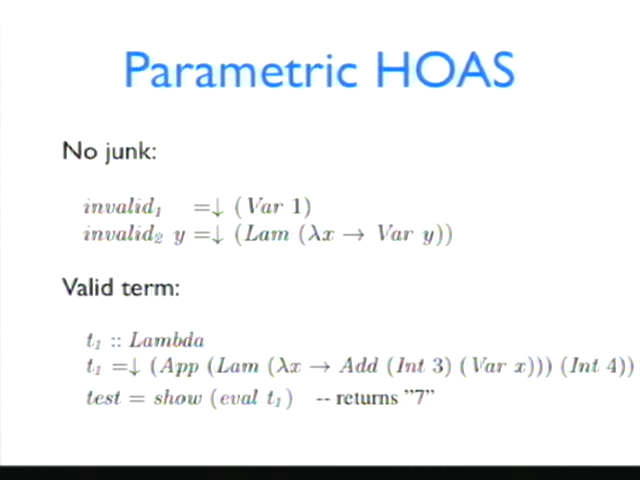 Parametric HOAS
No junk:
invalid₁ =↓ (Var 1)
invalid₂ y =↓ (Lam (λx → Var y))
Valid term:
t₁ :: Lambda
t₁ =↓ (App (Lam (λx → Add (Int 3) (Var x))) (Int 4))
test = show (eval t₁) -- returns "7"